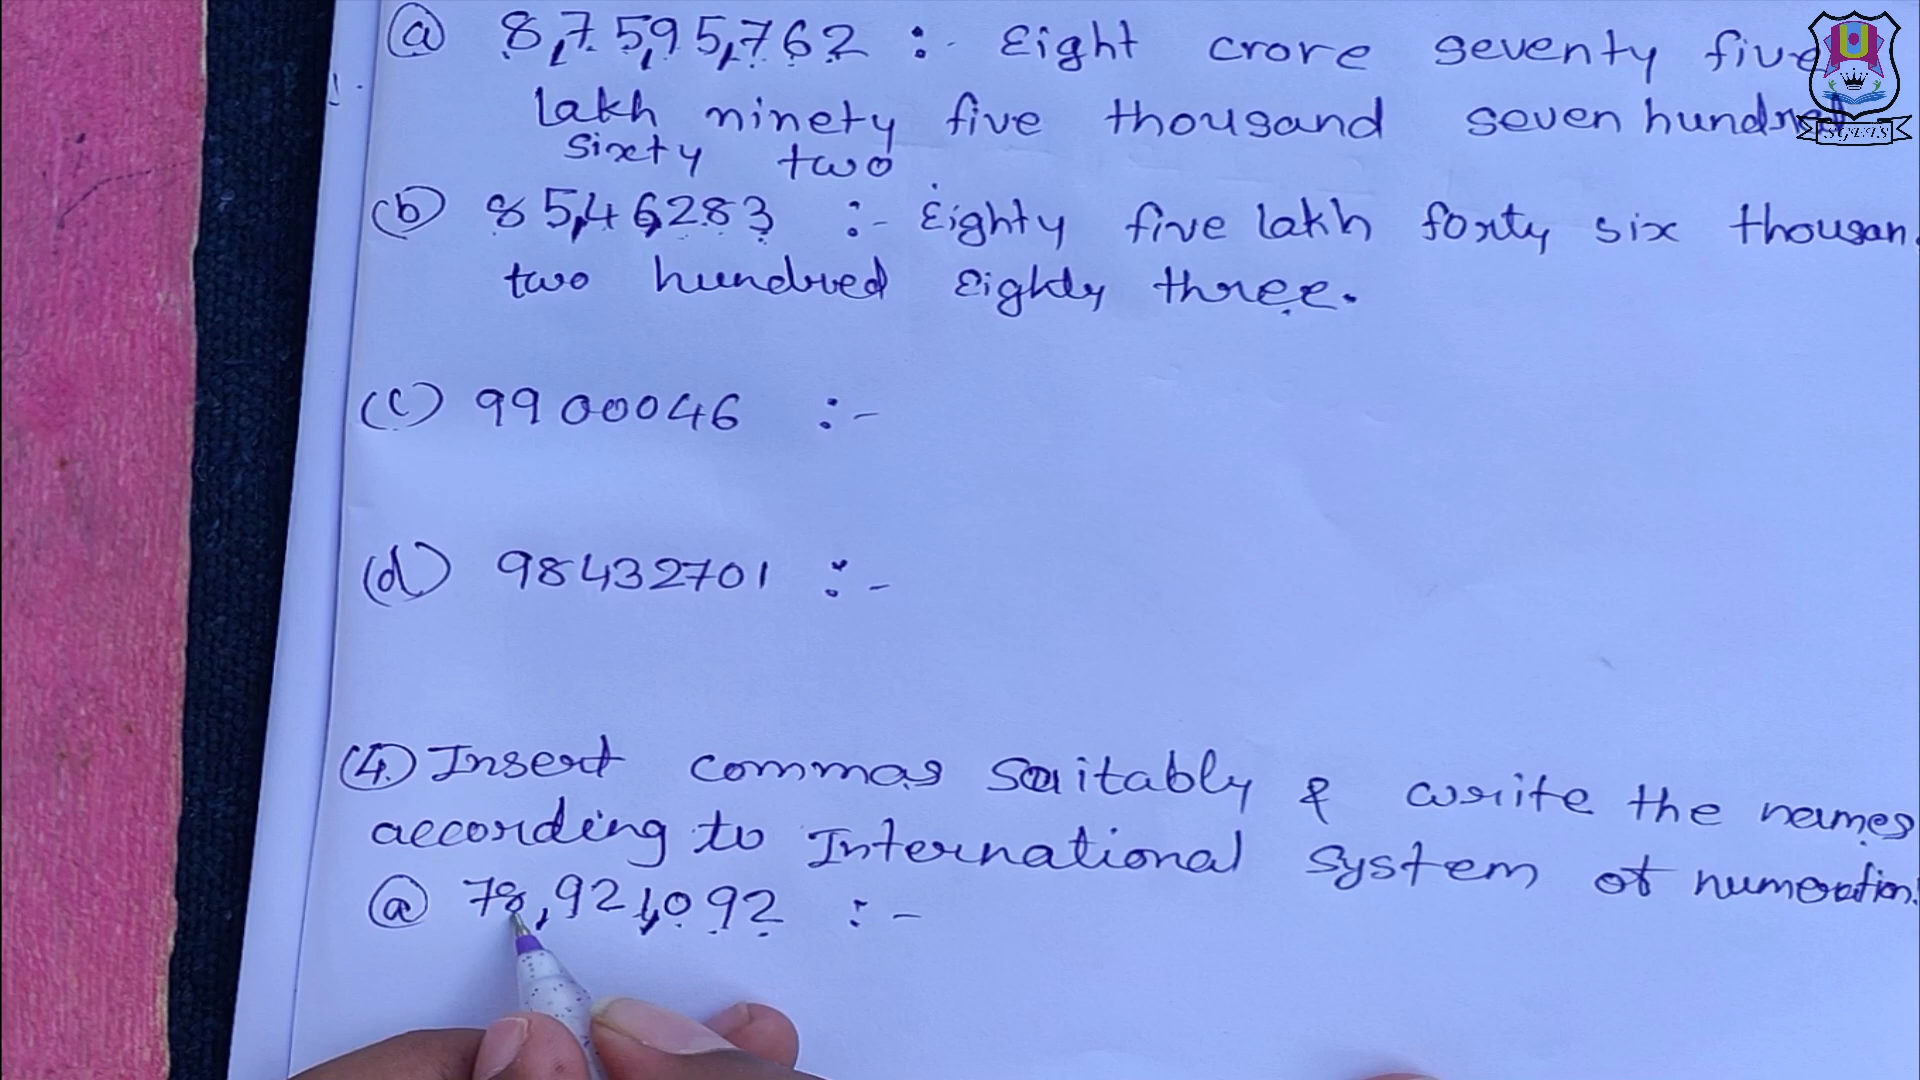 (a) 8,75,95,762 :- Eight crore seventy five
lakh ninety five thousand seven hundred
sixty two
(b) 85,46,283 :- Eighty five lakh forty six thousan
two hundred eighty three.
(c) 9900046 :-
(d) 98432701 :-
(4.) Insert commas suitably & write the names
according to International system of numeration.
(a) 78,921,092 :-